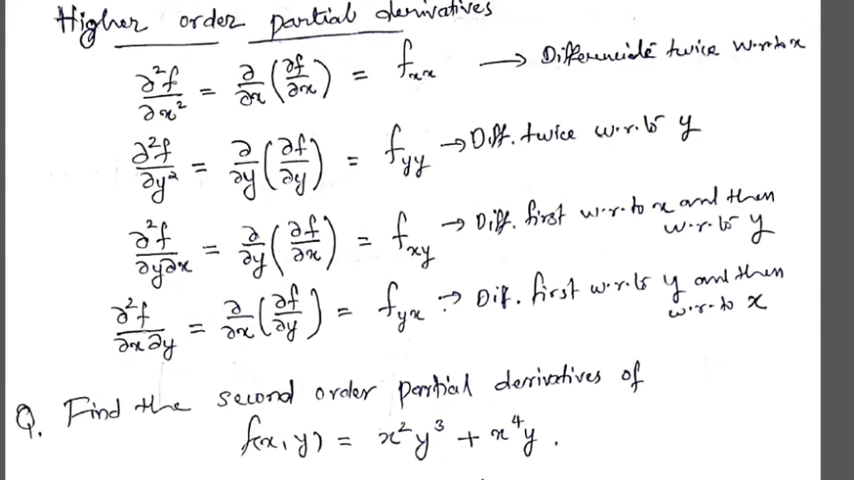 Higher order partial derivatives
∂²f/∂x² = ∂/∂x (∂f/∂x) = fxx → Differenciate twice w.r.to x
∂²f/∂y² = ∂/∂y (∂f/∂y) = fyy → Diff. twice w.r.to y
∂²f/∂y∂x = ∂/∂y (∂f/∂x) = fxy → Diff. first w.r.to x and then
w.r.to y
∂²f/∂x∂y = ∂/∂x (∂f/∂y) = fyx → Dif. first w.r.to y and then
w.r.to x
Q. Find the second order partial derivatives of
f(x, y) = x²y³ + x⁴y.